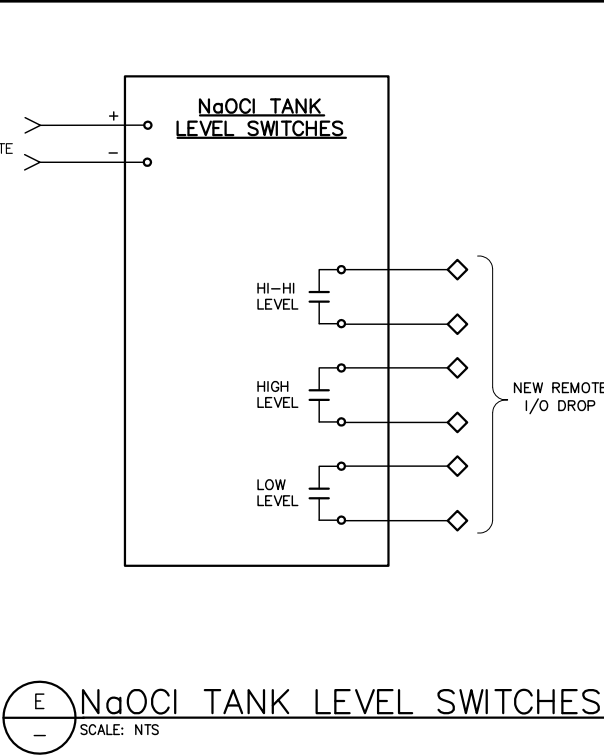 NaOCl TANK
LEVEL SWITCHES
+
TE
−
HI-HI
LEVEL
HIGH
LEVEL
NEW REMOTE
I/O DROP
LOW
LEVEL
E
NaOCl TANK LEVEL SWITCHES
SCALE: NTS
—